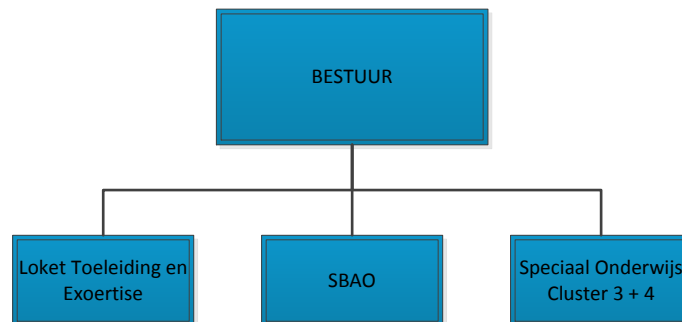 BESTUUR
Loket Toeleiding en
Exoertise
SBAO
Speciaal Onderwijs
Cluster 3 + 4